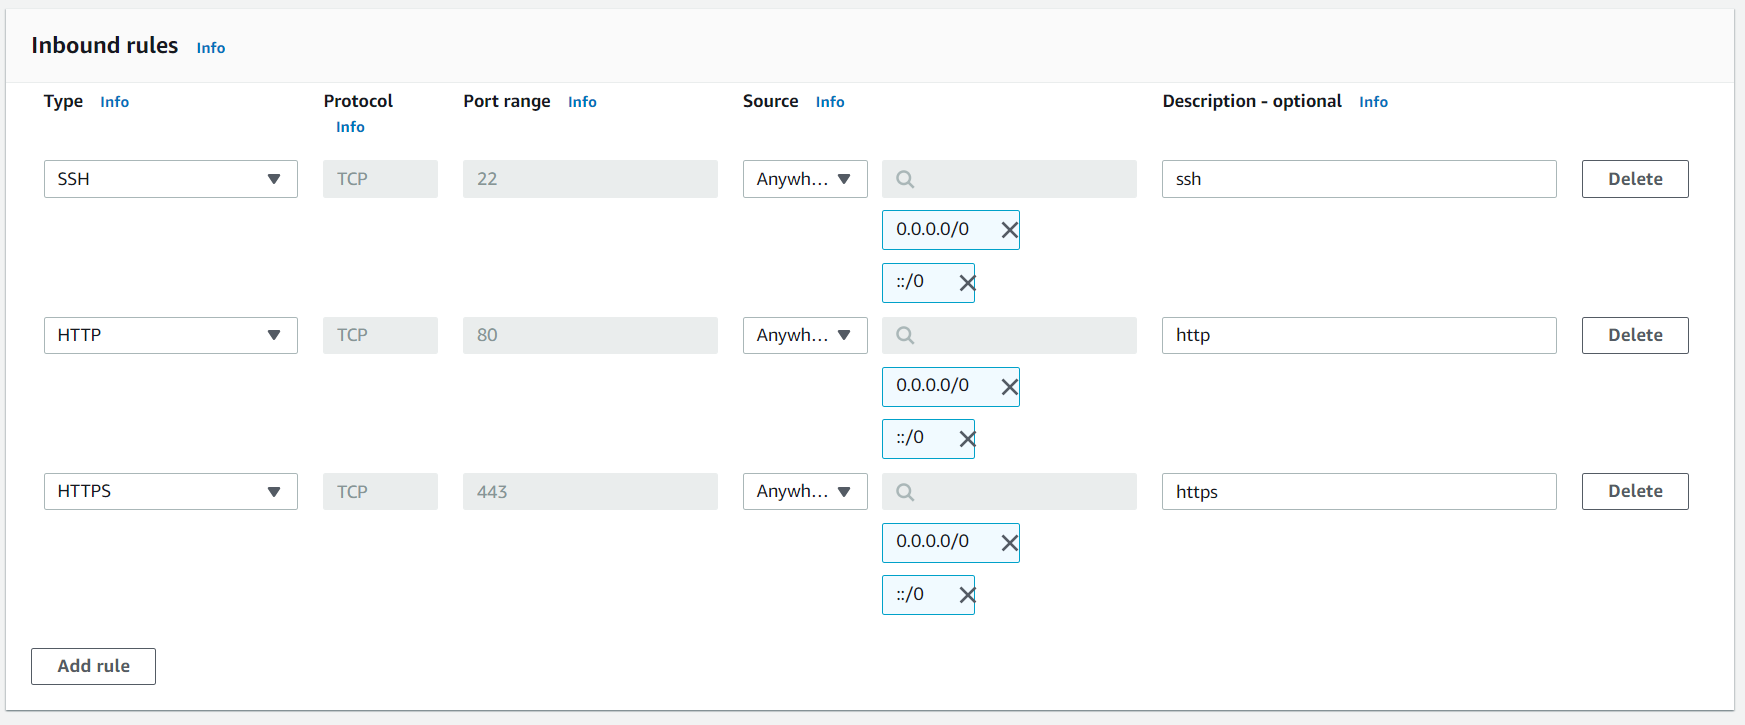 Inbound rules Info
Type Info Protocol Info Port range Info Source Info Description - optional Info
SSH TCP 22 Anywh... ssh Delete
0.0.0.0/0
::/0
HTTP TCP 80 Anywh... http Delete
0.0.0.0/0
::/0
HTTPS TCP 443 Anywh... https Delete
0.0.0.0/0
::/0
Add rule